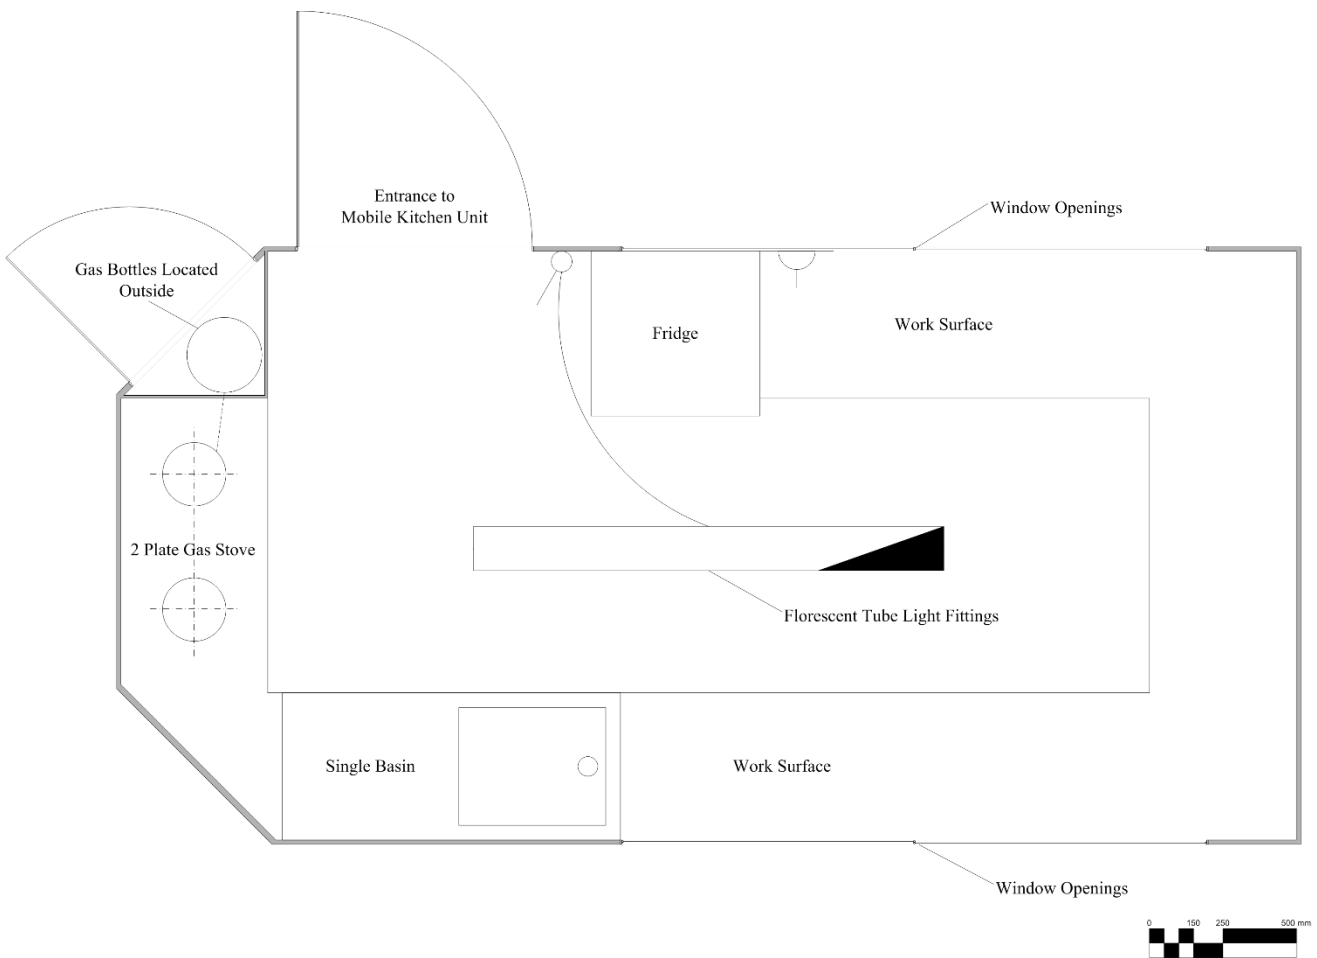 Entrance to
Mobile Kitchen Unit
Window Openings
Gas Bottles Located
Outside
Fridge
Work Surface
2 Plate Gas Stove
Florescent Tube Light Fittings
Single Basin
Work Surface
Window Openings
0 150 250 500 mm